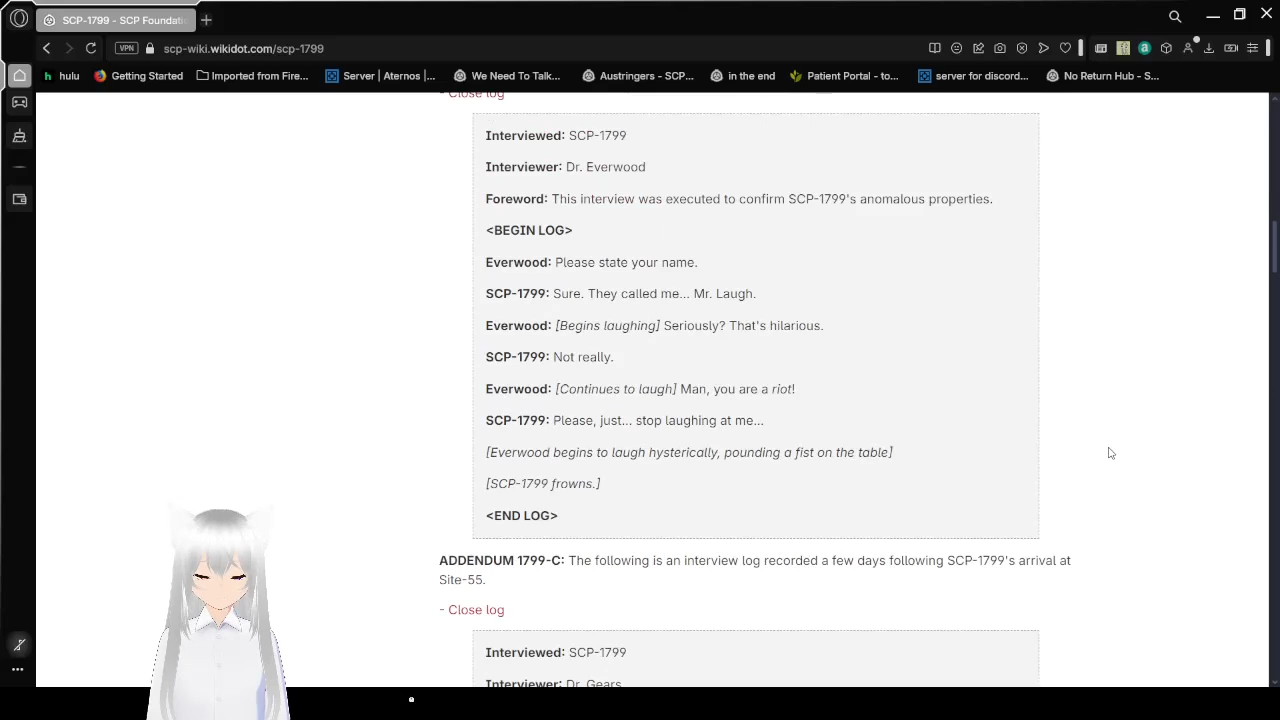 SCP-1799 - SCP Foundati
scp-wiki.wikidot.com/scp-1799
VPN
hulu
Getting Started
Imported from Fire...
Server | Aternos |...
We Need To Talk...
Austringers - SCP...
in the end
Patient Portal - to...
server for discord...
No Return Hub - S...
- Close log
Interviewed: SCP-1799
Interviewer: Dr. Everwood
Foreword: This interview was executed to confirm SCP-1799's anomalous properties.
<BEGIN LOG>
Everwood: Please state your name.
SCP-1799: Sure. They called me... Mr. Laugh.
Everwood: [Begins laughing] Seriously? That's hilarious.
SCP-1799: Not really.
Everwood: [Continues to laugh] Man, you are a riot!
SCP-1799: Please, just... stop laughing at me...
[Everwood begins to laugh hysterically, pounding a fist on the table]
[SCP-1799 frowns.]
<END LOG>
ADDENDUM 1799-C: The following is an interview log recorded a few days following SCP-1799's arrival at
Site-55.
- Close log
Interviewed: SCP-1799
Interviewer: Dr. Gears